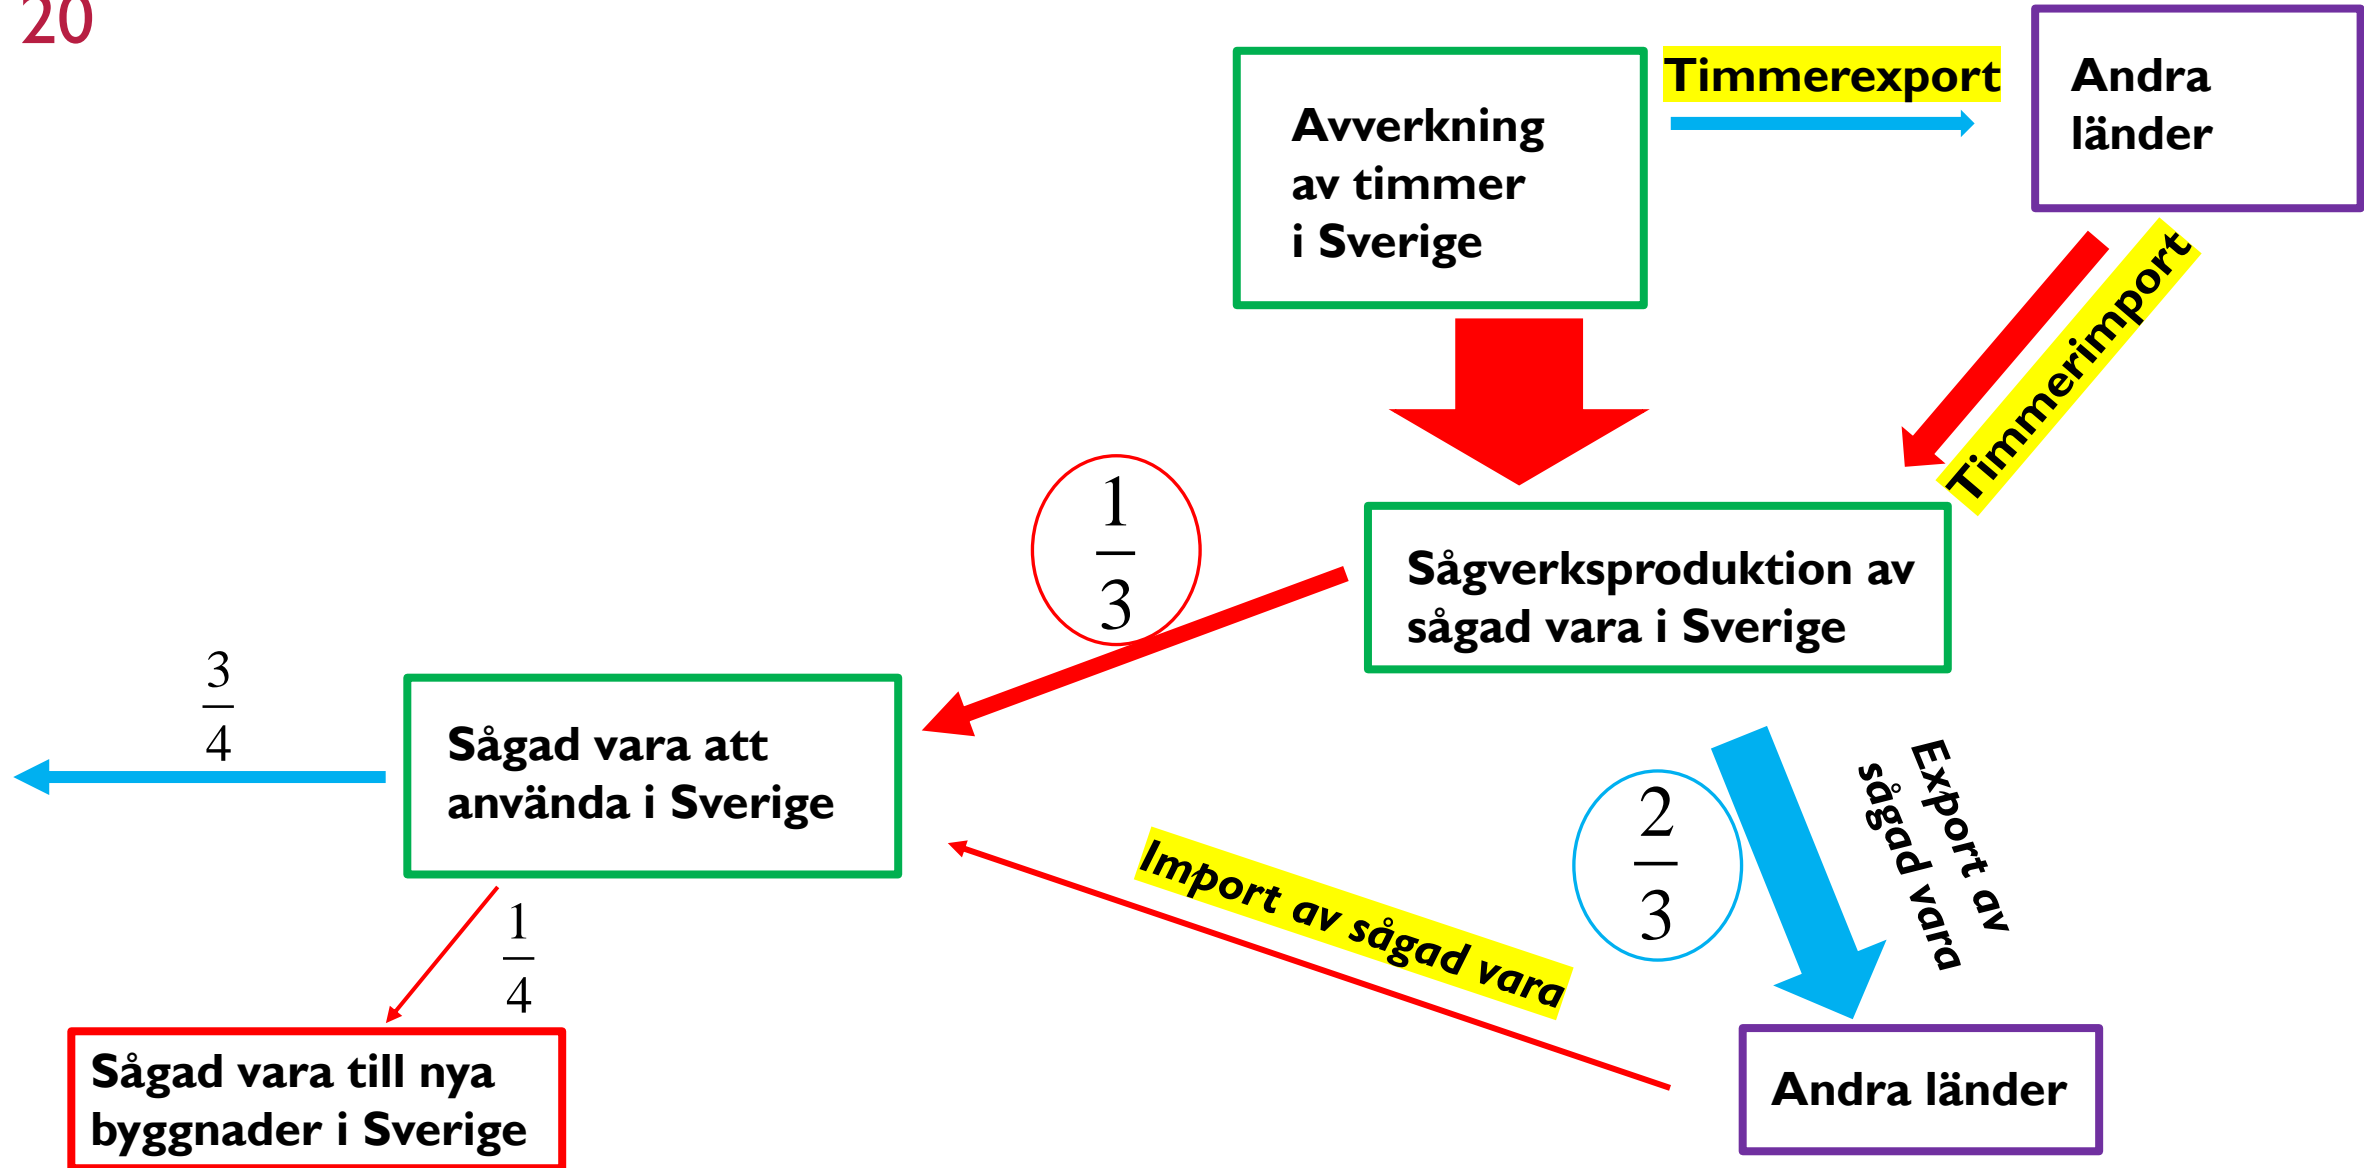 20
Timmerexport
Andra
länder
Avverkning
av timmer
i Sverige
Timmerimport
1
3
Sågverksproduktion av
sågad vara i Sverige
3
4
Sågad vara att
använda i Sverige
Export av
sågad vara
2
3
Import av sågad vara
1
4
Sågad vara till nya
byggnader i Sverige
Andra länder